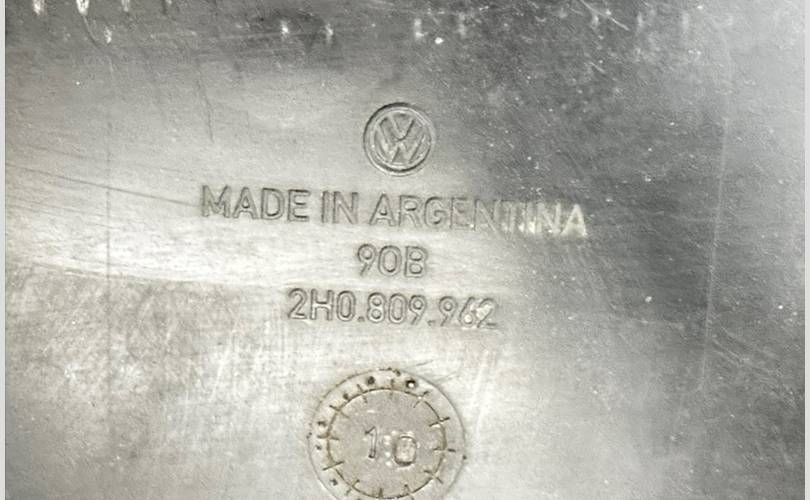 MADE IN ARGENTINA
90B
2H0.809.962
10